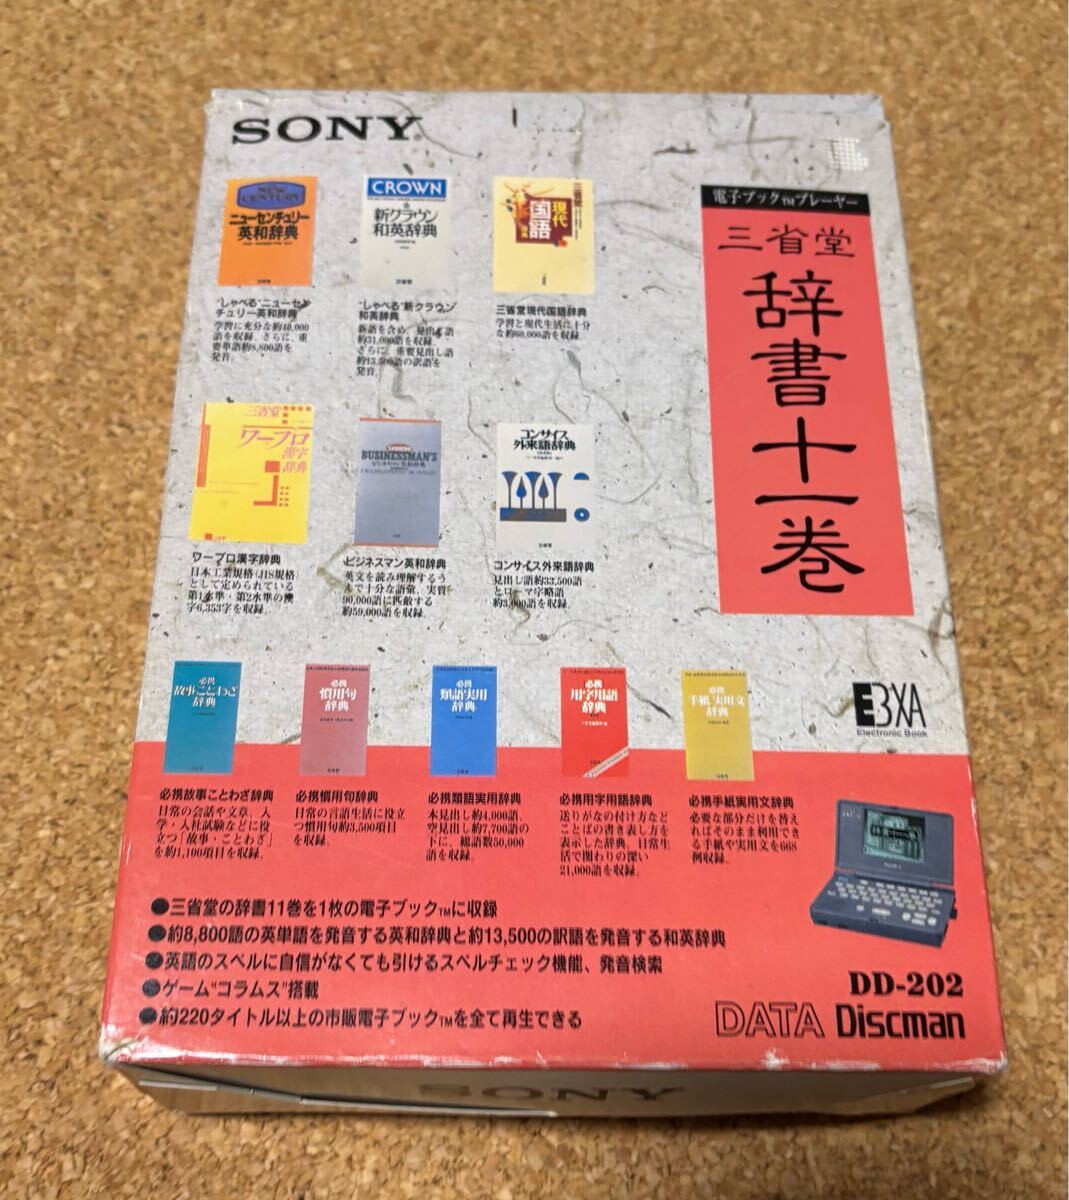 SONY
電子ブック™プレーヤー
三省堂
辞書十一巻
NEW CENTURY
ニューセンチュリー
英和辞典
三省堂
"しゃべる"ニューセン
チュリー英和辞典
学習に充分な約40,000
語を収録。さらに、重
要単語約8,800語を
発音。
CROWN
新クラウン
和英辞典
三省堂
"しゃべる"新クラウン
和英辞典
新語を含め、見出し語
約31,000語を収録。
さらに、重要見出し語
約13,500の訳語を
発音。
三省堂
現代
国語
辞典
三省堂現代国語辞典
学習と現代生活に十分
な約60,000語を収録。
三省堂
ワープロ
漢字
辞典
ワープロ漢字辞典
日本工業規格(JIS規格)
として定められている
第1水準・第2水準の漢
字6,353字を収録。
BUSINESSMAN'S
ビジネスマン英和辞典
ビジネスマン英和辞典
英文を読み理解するう
えで十分な語彙、実質
90,000語に匹敵する
約59,000語を収録。
コンサイス
外来語辞典
三省堂
コンサイス外来語辞典
見出し語約33,500語
とローマ字略語
約3,000語を収録。
必携
故事ことわざ
辞典
必携故事ことわざ辞典
日常の会話や文章、入
学・入社試験などに役
立つ「故事・ことわざ」
を約1,100項目を収録。
必携
慣用句
辞典
必携慣用句辞典
日常の言語生活に役立
つ慣用句約3,500項目
を収録。
必携
類語実用
辞典
必携類語実用辞典
本見出し約4,000語、
空見出し約7,700語の
下に、総語数50,000
語を収録。
必携
用字用語
辞典
必携用字用語辞典
送りがなの付け方など
ことばの書き表し方を
表示した辞典。日常生
活で関わりの深い
21,000語を収録。
必携
手紙実用文
辞典
必携手紙実用文辞典
必要な部分だけを替え
ればそのまま利用でき
る手紙や実用文を668
例収録。
EBXA
Electronic Book
●三省堂の辞書11巻を1枚の電子ブック™に収録
●約8,800語の英単語を発音する英和辞典と約13,500の訳語を発音する和英辞典
●英語のスペルに自信がなくても引けるスペルチェック機能、発音検索
●ゲーム"コラムス"搭載
●約220タイトル以上の市販電子ブック™を全て再生できる
DD-202
DATA Discman
SONY